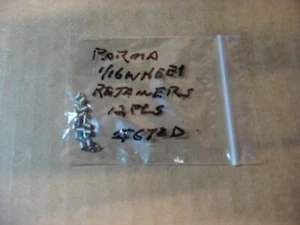 PARMA
1/16 WHEEL
RETAINERS
12 PCS